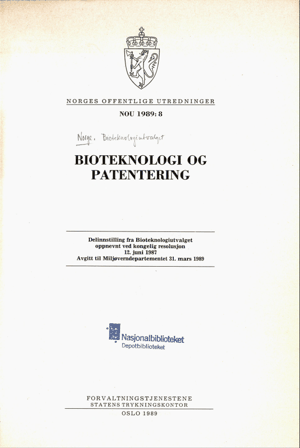 NORGES OFFENTLIGE UTREDNINGER
NOU 1989: 8
Norge. Bioteknologiutvalget
BIOTEKNOLOGI OG
PATENTERING
Delinnstilling fra Bioteknologiutvalget
oppnevnt ved kongelig resolusjon
12. juni 1987
Avgitt til Miljøverndepartementet 31. mars 1989
Nasjonalbiblioteket
Depotbiblioteket
FORVALTNINGSTJENESTENE
STATENS TRYKNINGSKONTOR
OSLO 1989